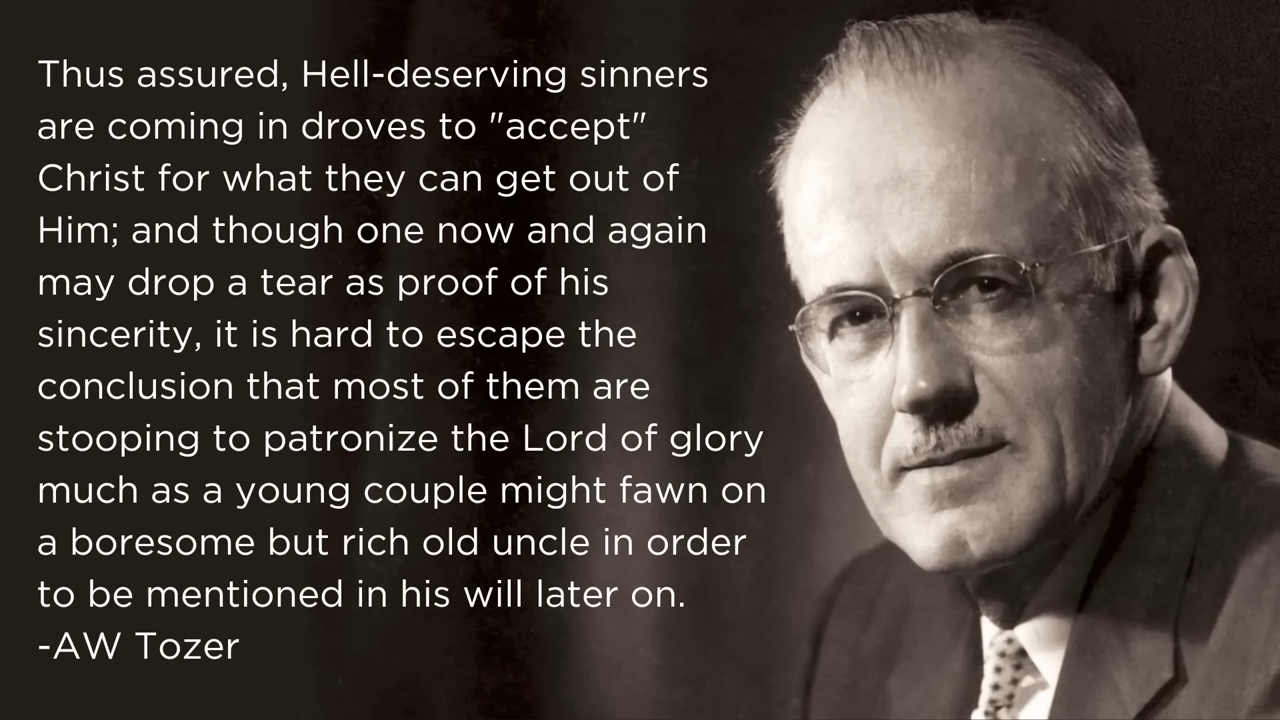 Thus assured, Hell-deserving sinners
are coming in droves to "accept"
Christ for what they can get out of
Him; and though one now and again
may drop a tear as proof of his
sincerity, it is hard to escape the
conclusion that most of them are
stooping to patronize the Lord of glory
much as a young couple might fawn on
a boresome but rich old uncle in order
to be mentioned in his will later on.
-AW Tozer